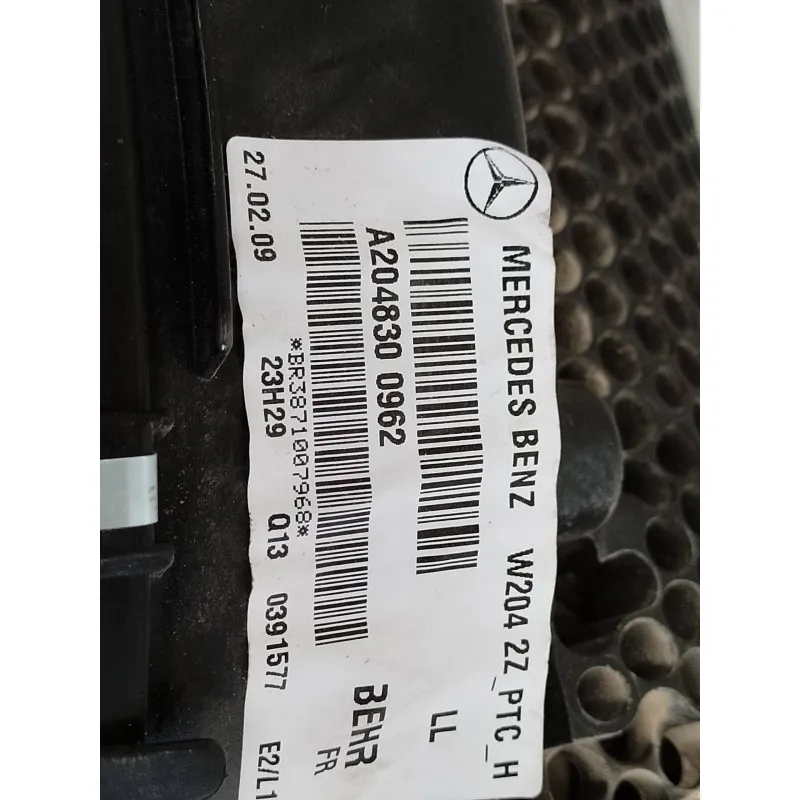 MERCEDES BENZ W204 2Z_PTC_H
LL
A204830 0962
BEHR
*BR3871007968*
FR
27.02.09 23H29 Q13 0391577 E2/L1